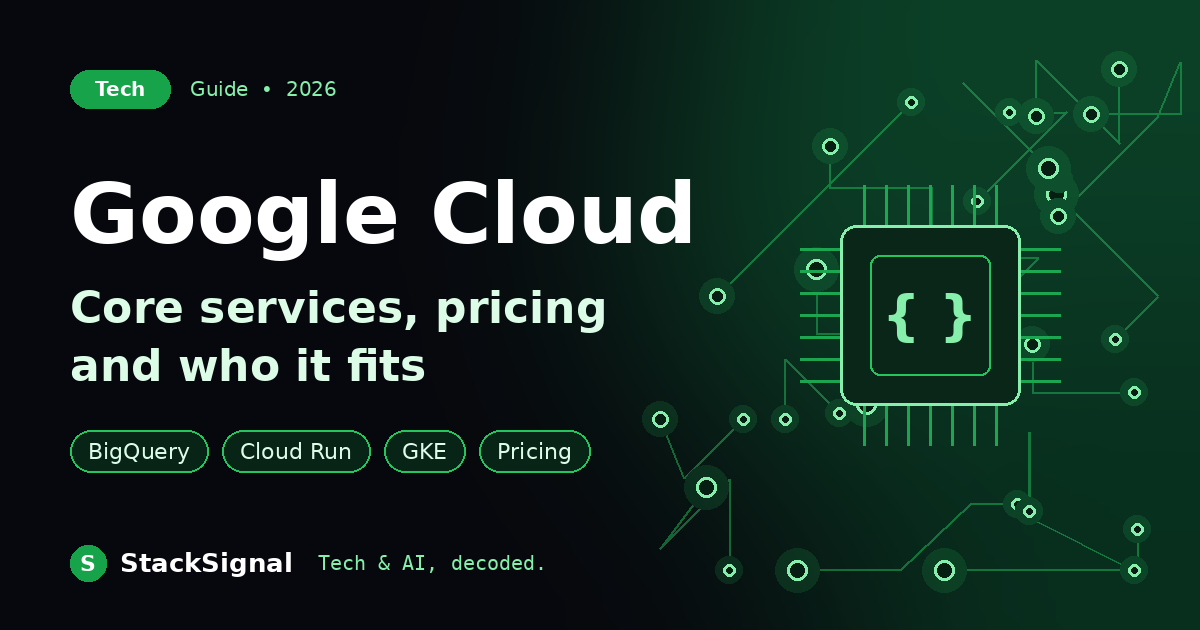 Tech Guide • 2026
Google Cloud
Core services, pricing
and who it fits
BigQuery Cloud Run GKE Pricing
{ }
S StackSignal Tech & AI, decoded.